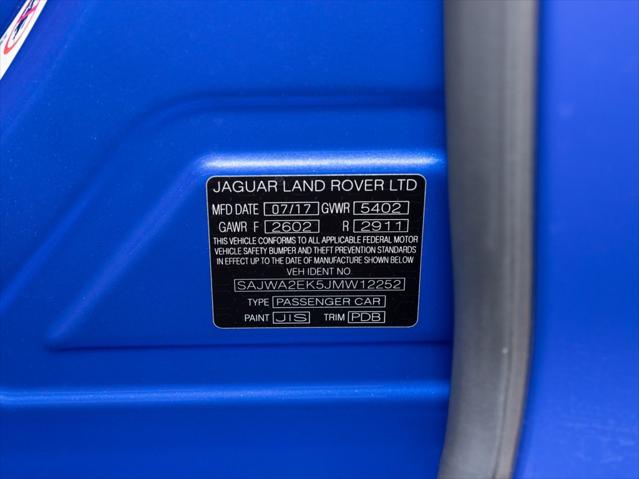 JAGUAR LAND ROVER LTD
MFD DATE 07/17 GVWR 5402
GAWR F 2602 R 2911
THIS VEHICLE CONFORMS TO ALL APPLICABLE FEDERAL MOTOR
VEHICLE SAFETY BUMPER AND THEFT PREVENTION STANDARDS
IN EFFECT UP TO THE DATE OF MANUFACTURE SHOWN BELOW
VEH IDENT NO.
SAJWA2EK5JMW12252
TYPE PASSENGER CAR
PAINT JIS TRIM PDB